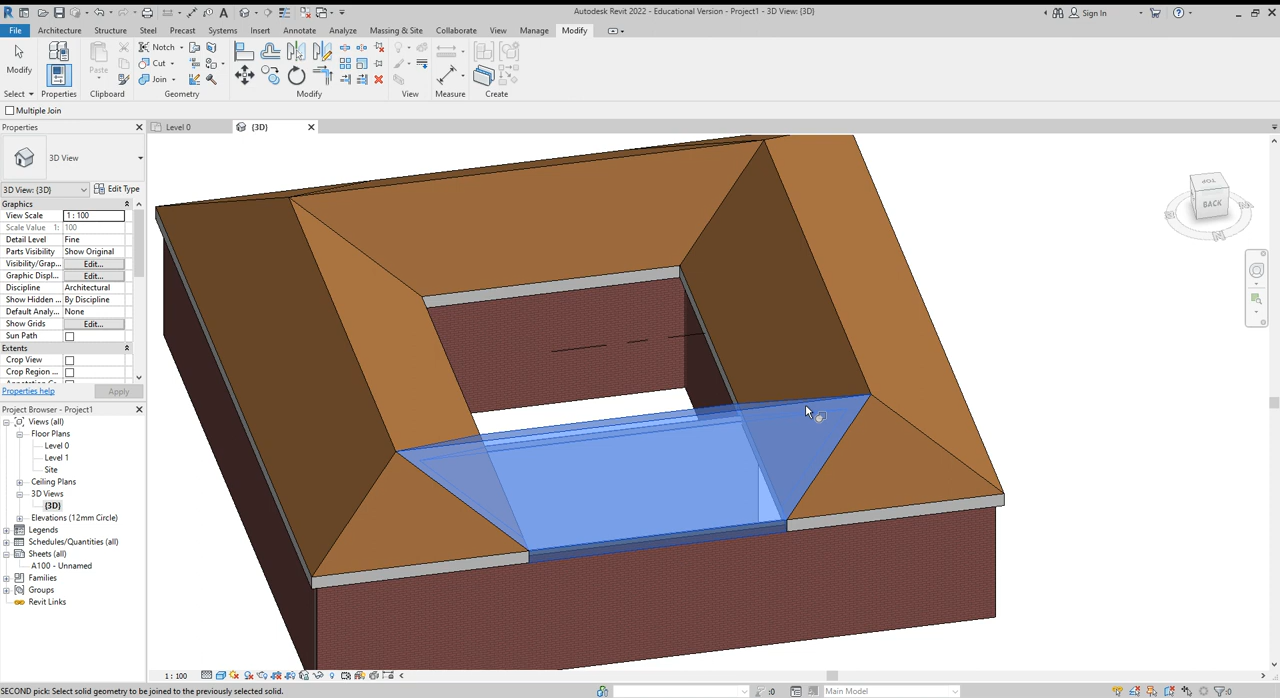 Autodesk Revit 2022 - Educational Version - Project1 - 3D View: {3D}
Sign In
File Architecture Structure Steel Precast Systems Insert Annotate Analyze Massing & Site Collaborate View Manage Modify
Modify Paste Notch Cut Join
Select Properties Clipboard Geometry Modify View Measure Create
Multiple Join
Properties
Level 0 {3D}
3D View
3D View: {3D} Edit Type
Graphics
View Scale 1 : 100
Scale Value 1: 100
Detail Level Fine
Parts Visibility Show Original
Visibility/Grap... Edit...
Graphic Displ... Edit...
Discipline Architectural
Show Hidden ... By Discipline
Default Analy... None
Show Grids Edit...
Sun Path
Extents
Crop View
Crop Region ...
Properties help Apply
Project Browser - Project1
Views (all)
Floor Plans
Level 0
Level 1
Site
Ceiling Plans
3D Views
{3D}
Elevations (12mm Circle)
Legends
Schedules/Quantities (all)
Sheets (all)
A100 - Unnamed
Families
Groups
Revit Links
TOP
BACK
N
1 : 100
SECOND pick: Select solid geometry to be joined to the previously selected solid.
:0
Main Model
:0